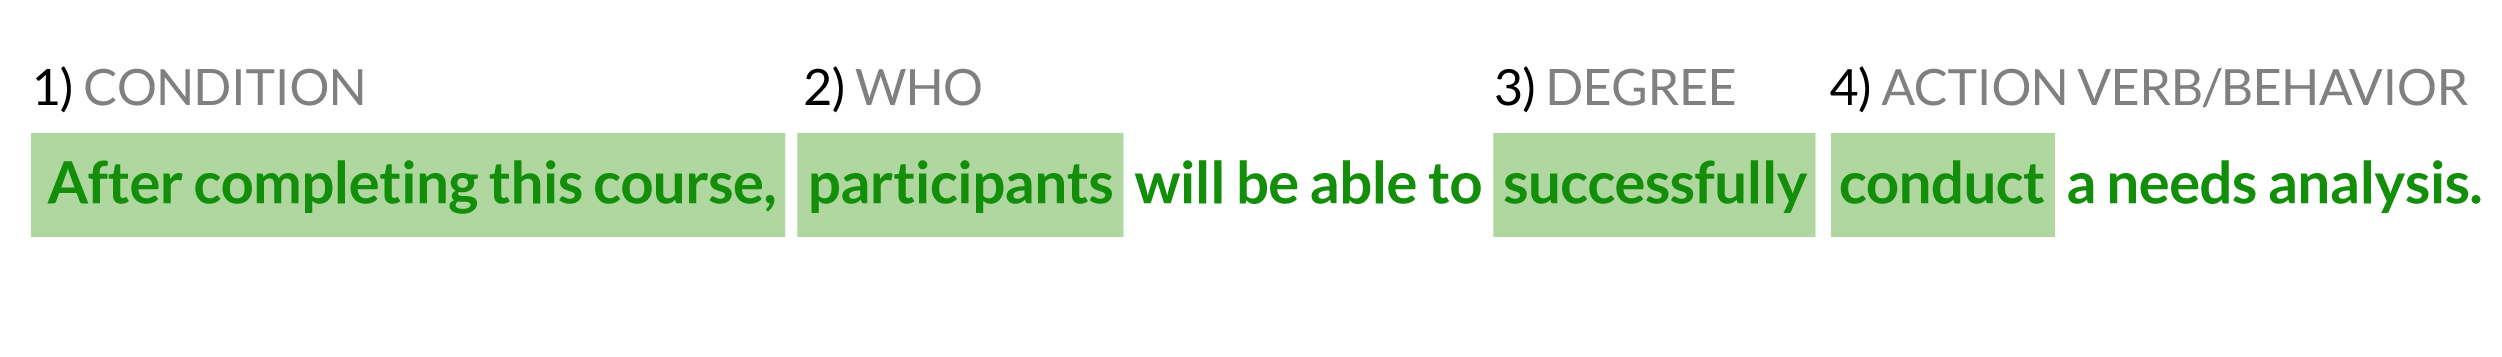 1) CONDITION 2) WHO 3) DEGREE 4) ACTION VERB/BEHAVIOR
After completing this course, participants will be able to successfully conduct a needs analysis.